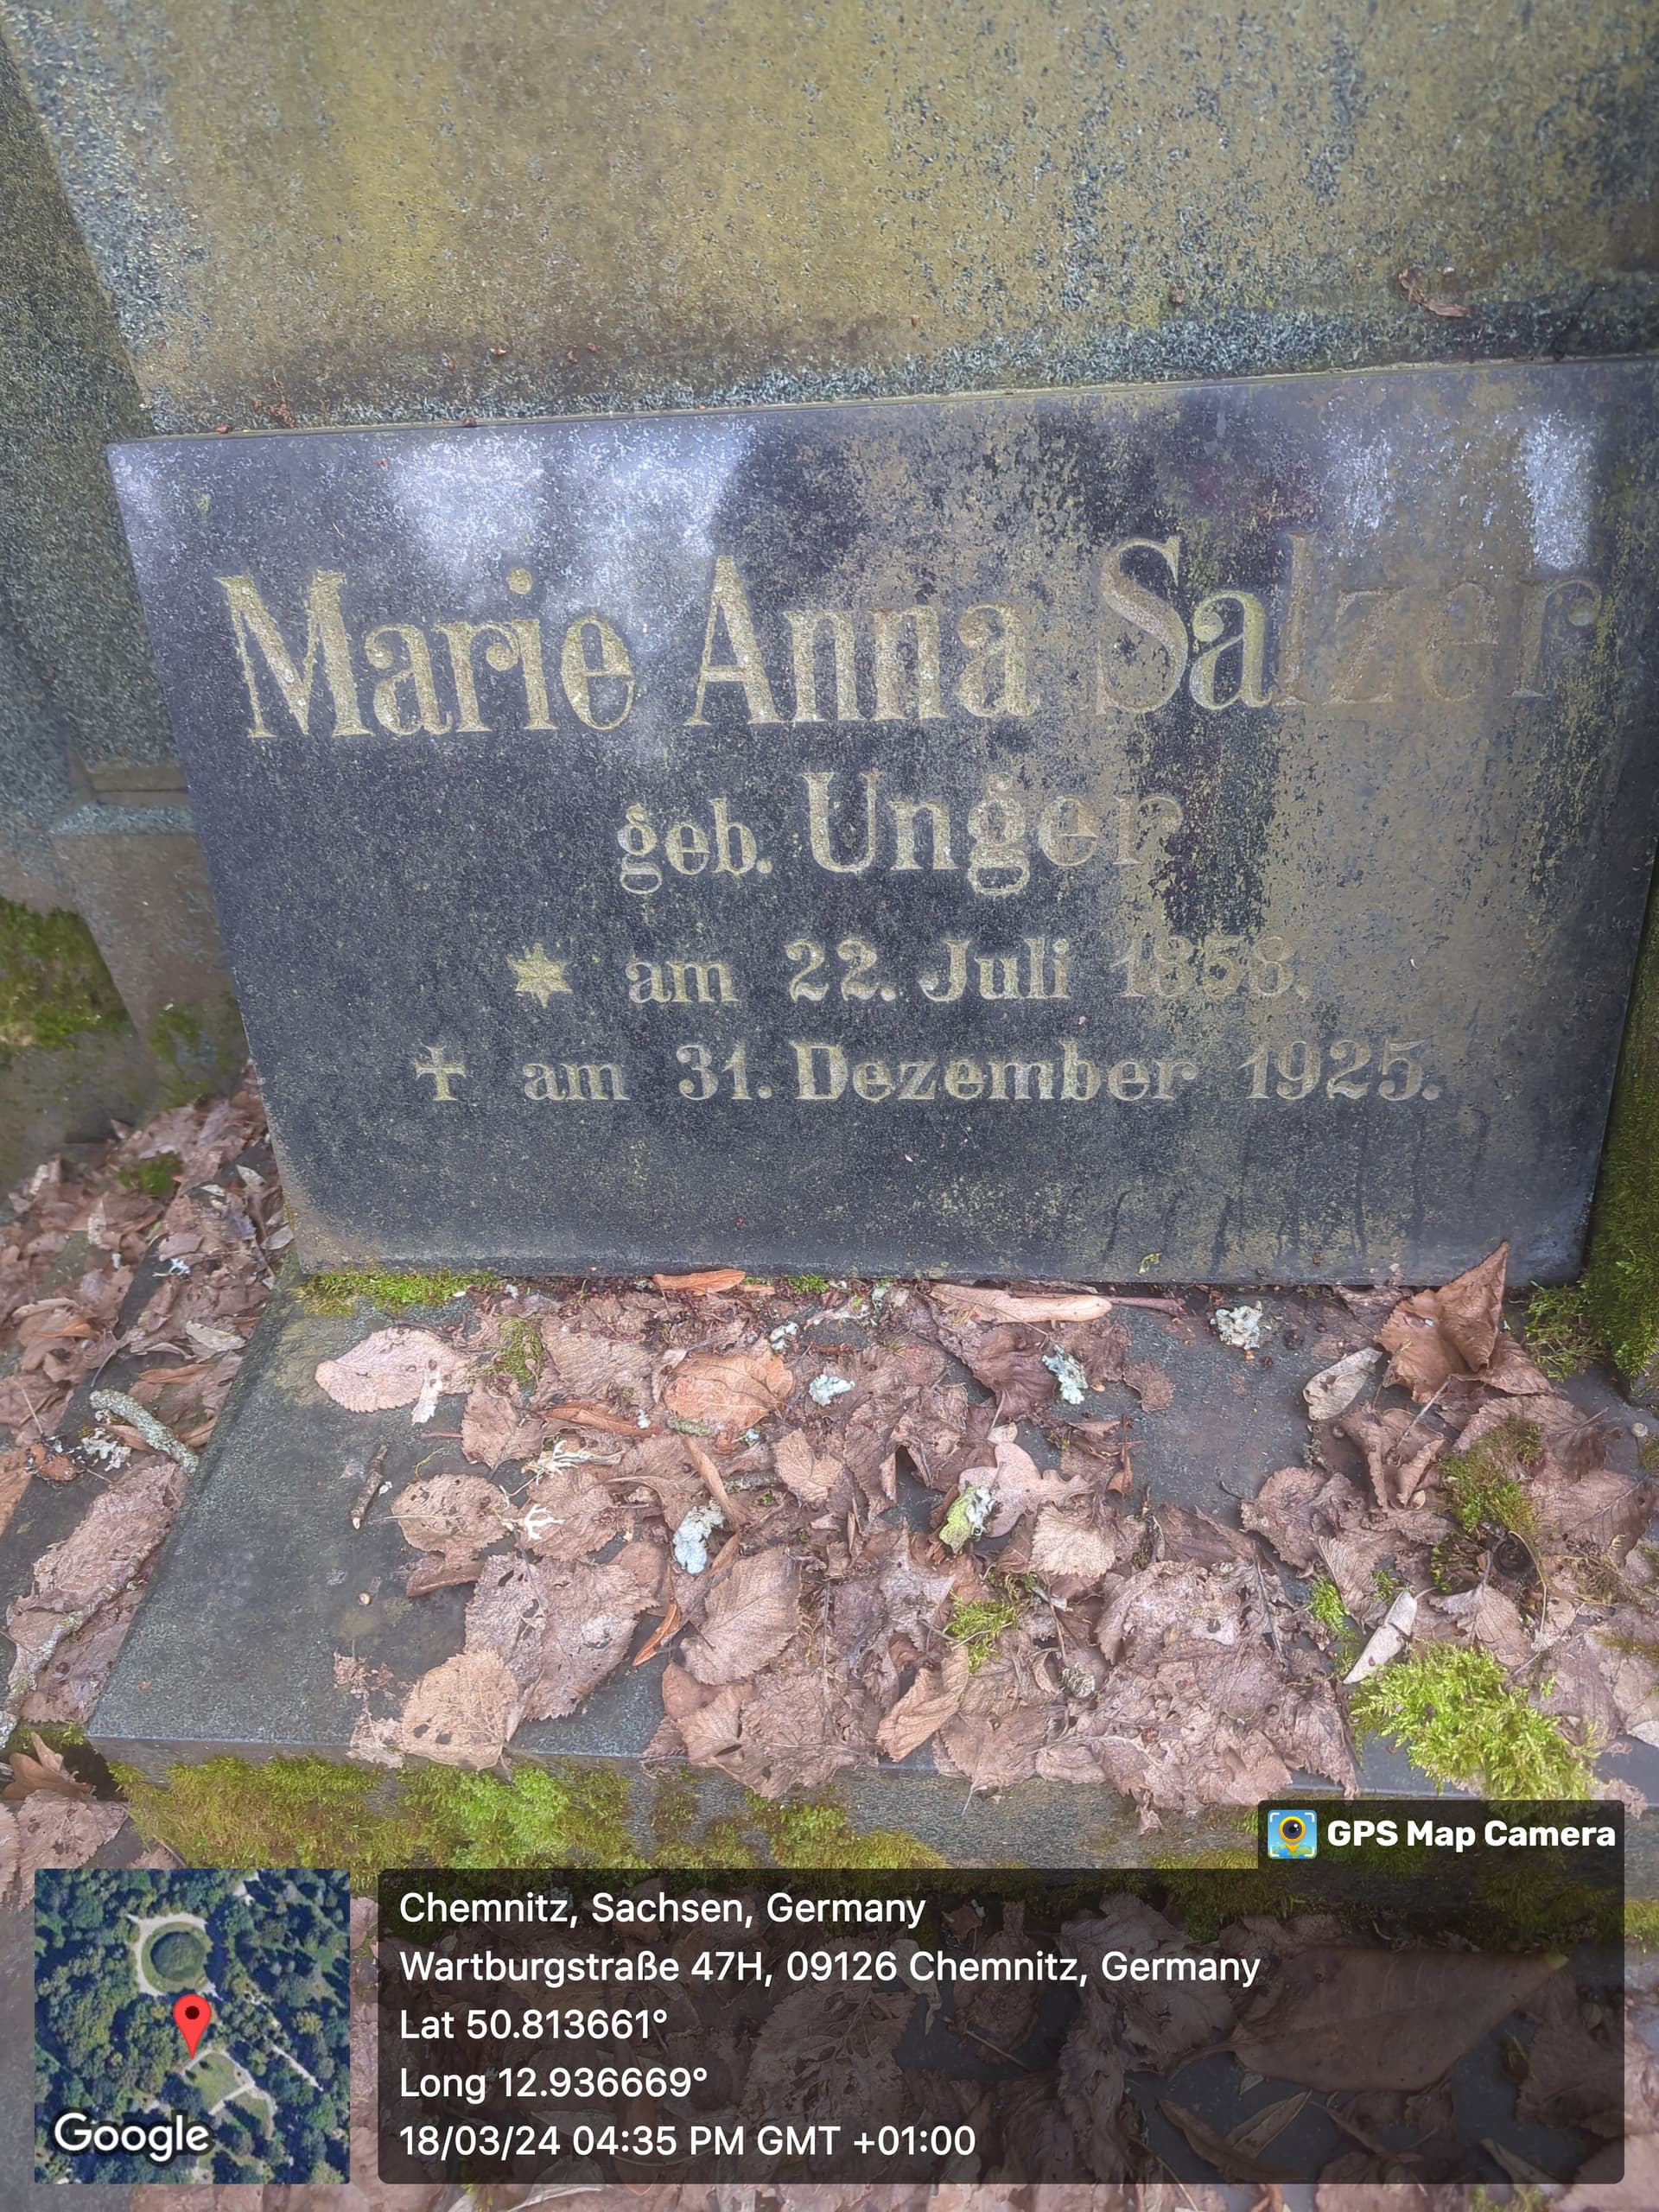 Marie Anna Salzer
geb. Unger
✶ am 22. Juli 1858.
✝ am 31. Dezember 1925.
GPS Map Camera
Chemnitz, Sachsen, Germany
Wartburgstraße 47H, 09126 Chemnitz, Germany
Lat 50.813661°
Long 12.936669°
18/03/24 04:35 PM GMT +01:00
Google